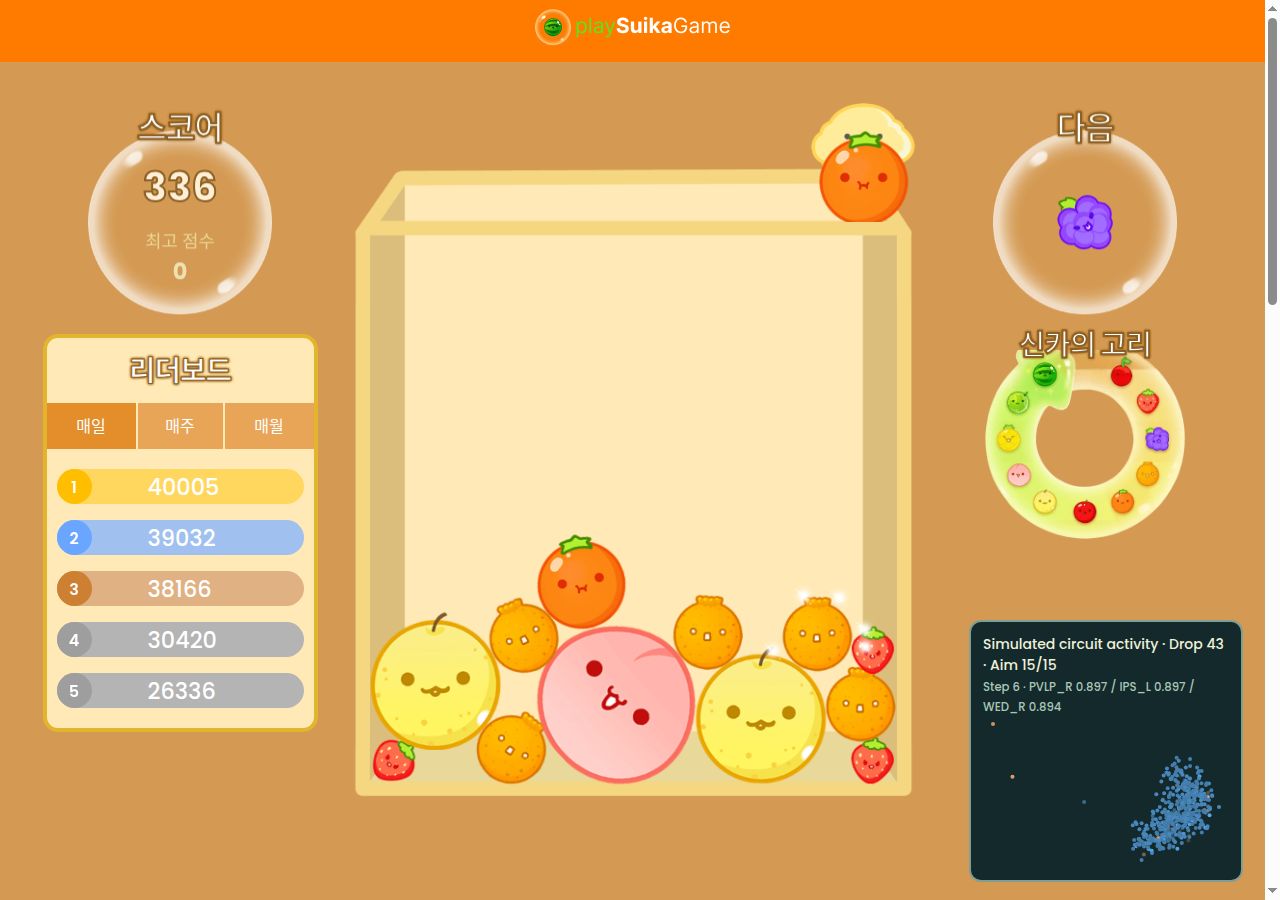 playSuikaGame
스코어
336
최고 점수
0
다음
리더보드
매일 매주 매월
1 40005
2 39032
3 38166
4 30420
5 26336
신카의 고리
Simulated circuit activity · Drop 43
· Aim 15/15
Step 6 · PVLP_R 0.897 / IPS_L 0.897 /
WED_R 0.894